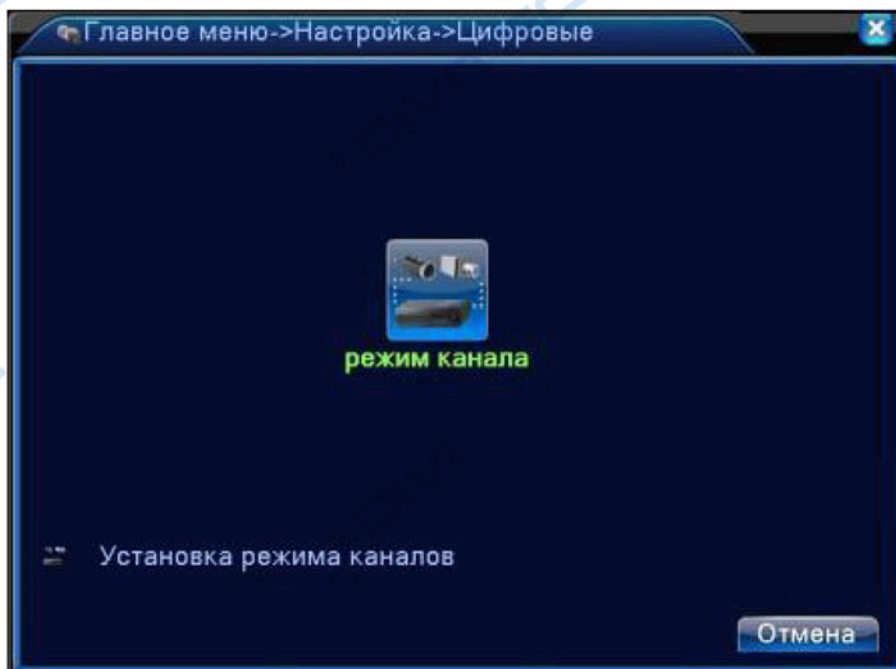 Главное меню->Настройка->Цифровые
режим канала
Установка режима каналов
Отмена